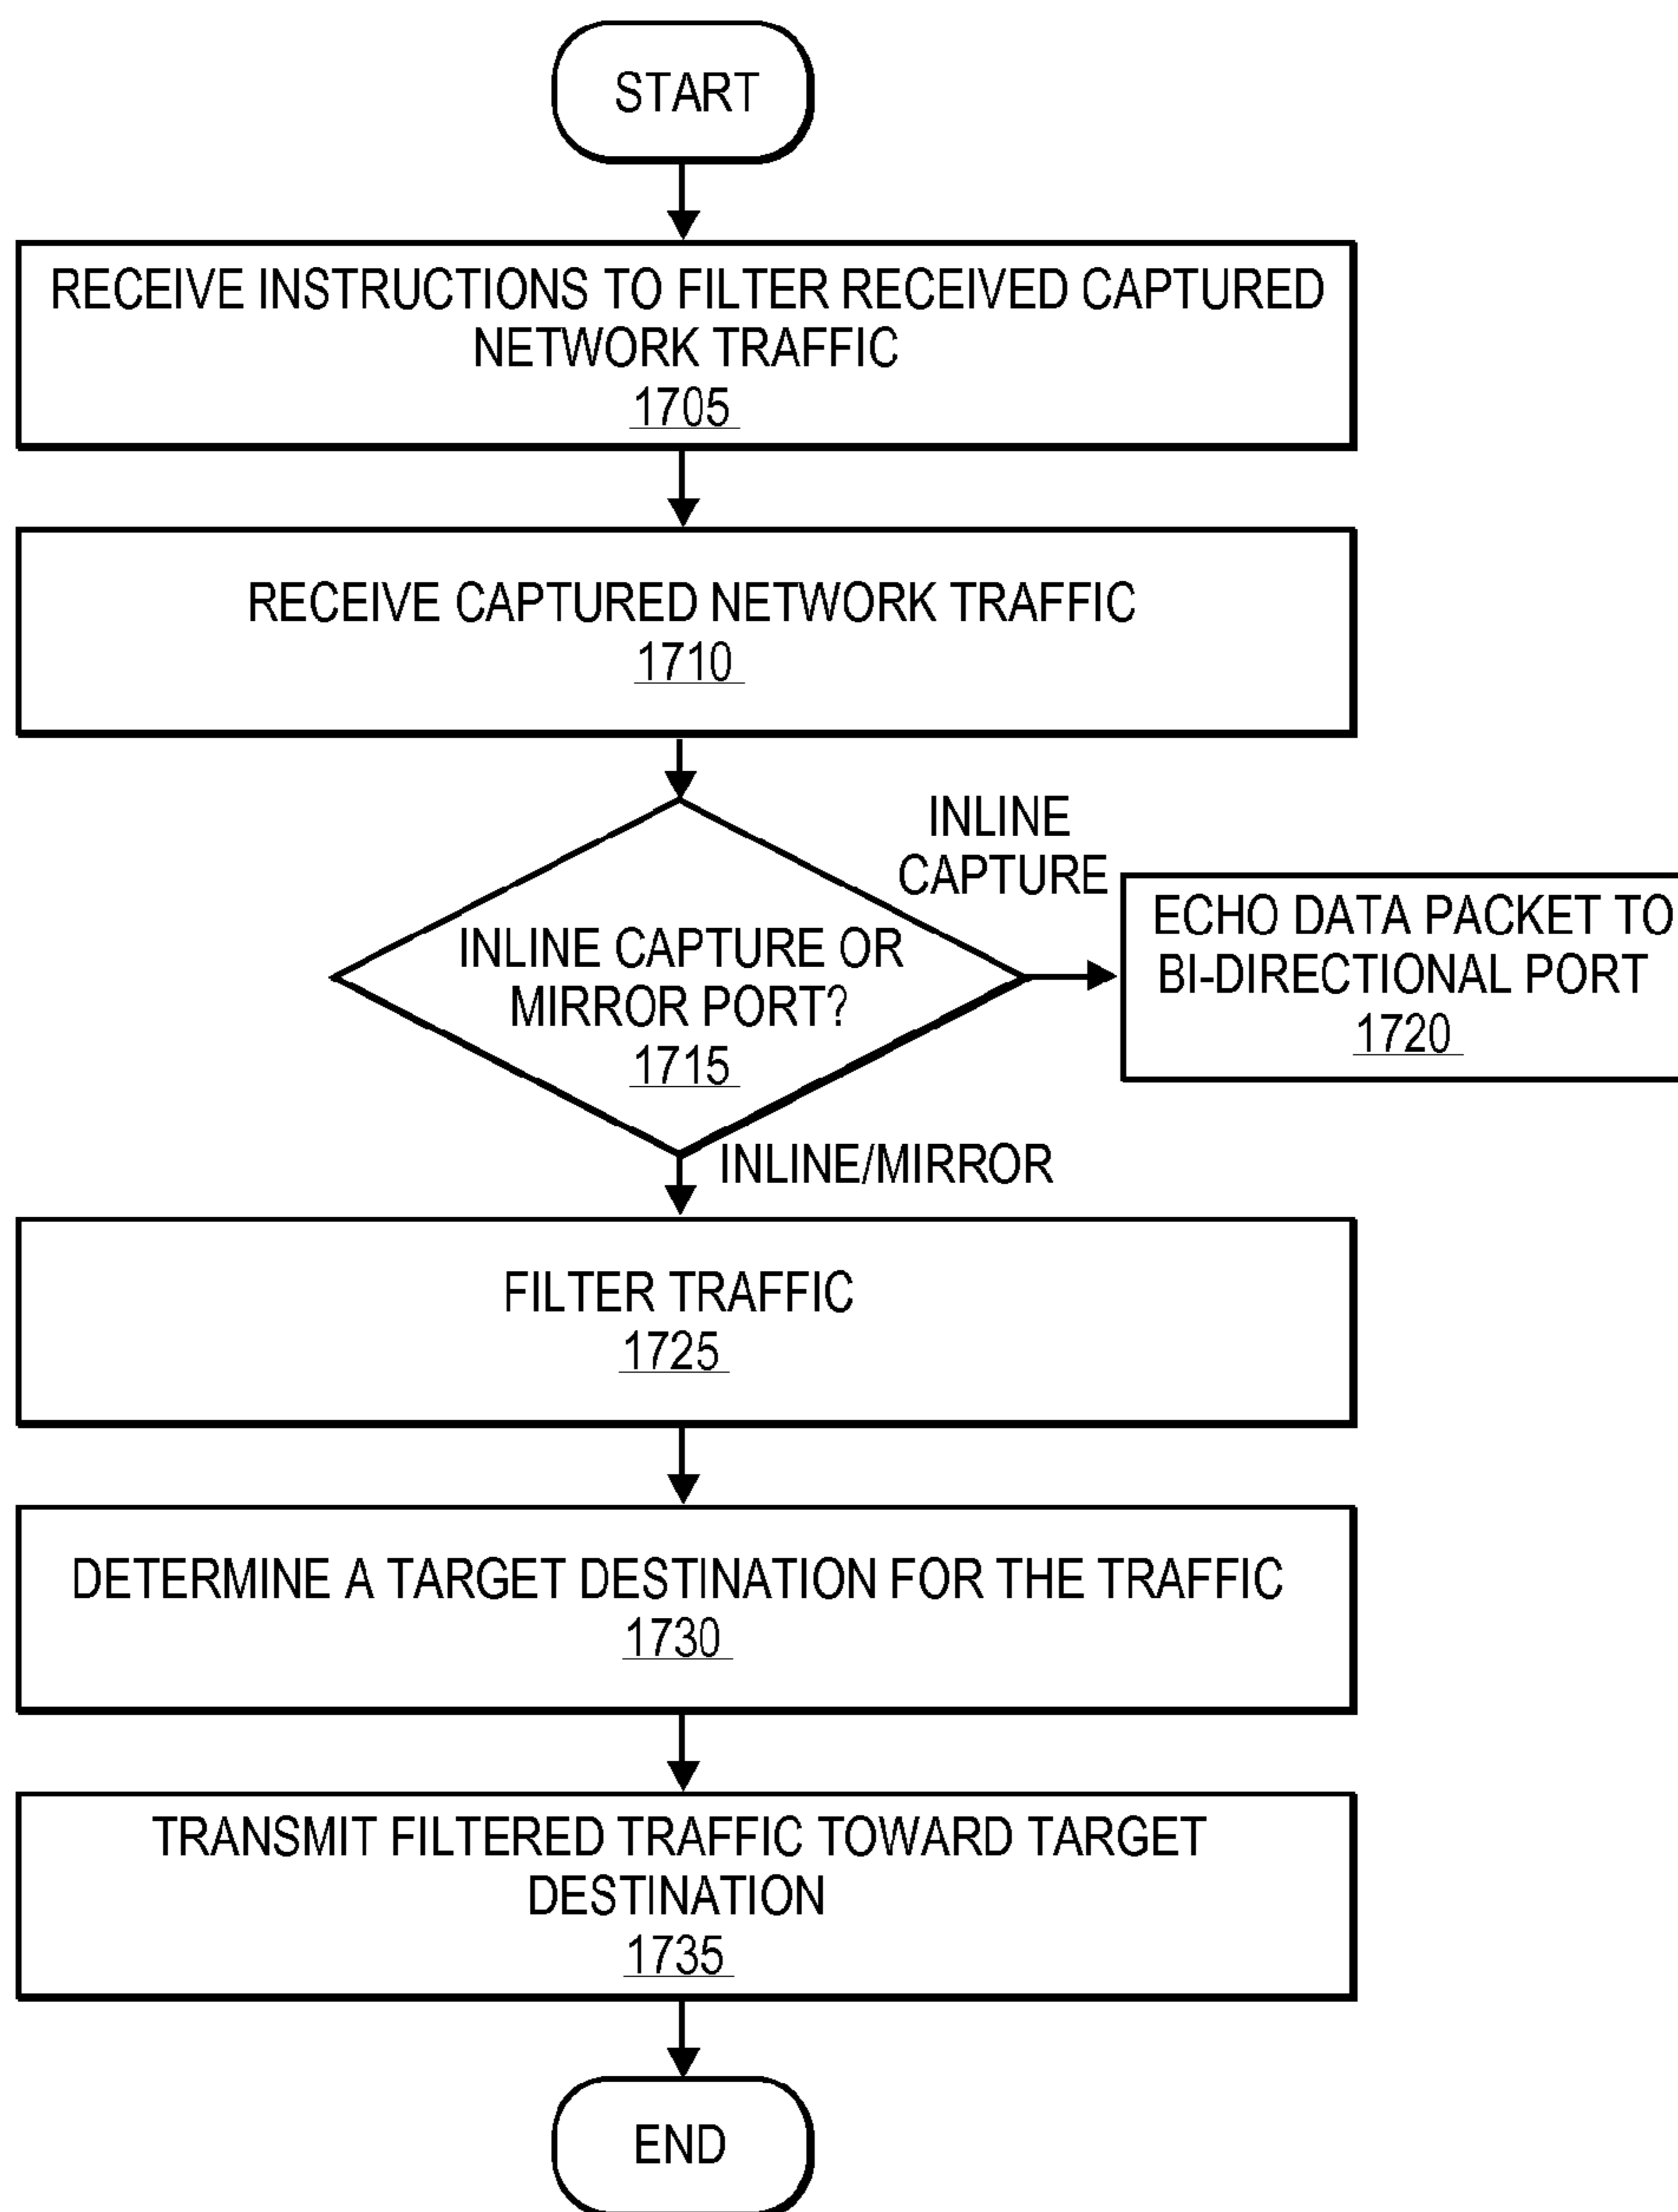 START
RECEIVE INSTRUCTIONS TO FILTER RECEIVED CAPTURED
NETWORK TRAFFIC
1705
RECEIVE CAPTURED NETWORK TRAFFIC
1710
INLINE CAPTURE OR
MIRROR PORT?
1715
INLINE
CAPTURE
ECHO DATA PACKET TO
BI-DIRECTIONAL PORT
1720
INLINE/MIRROR
FILTER TRAFFIC
1725
DETERMINE A TARGET DESTINATION FOR THE TRAFFIC
1730
TRANSMIT FILTERED TRAFFIC TOWARD TARGET
DESTINATION
1735
END